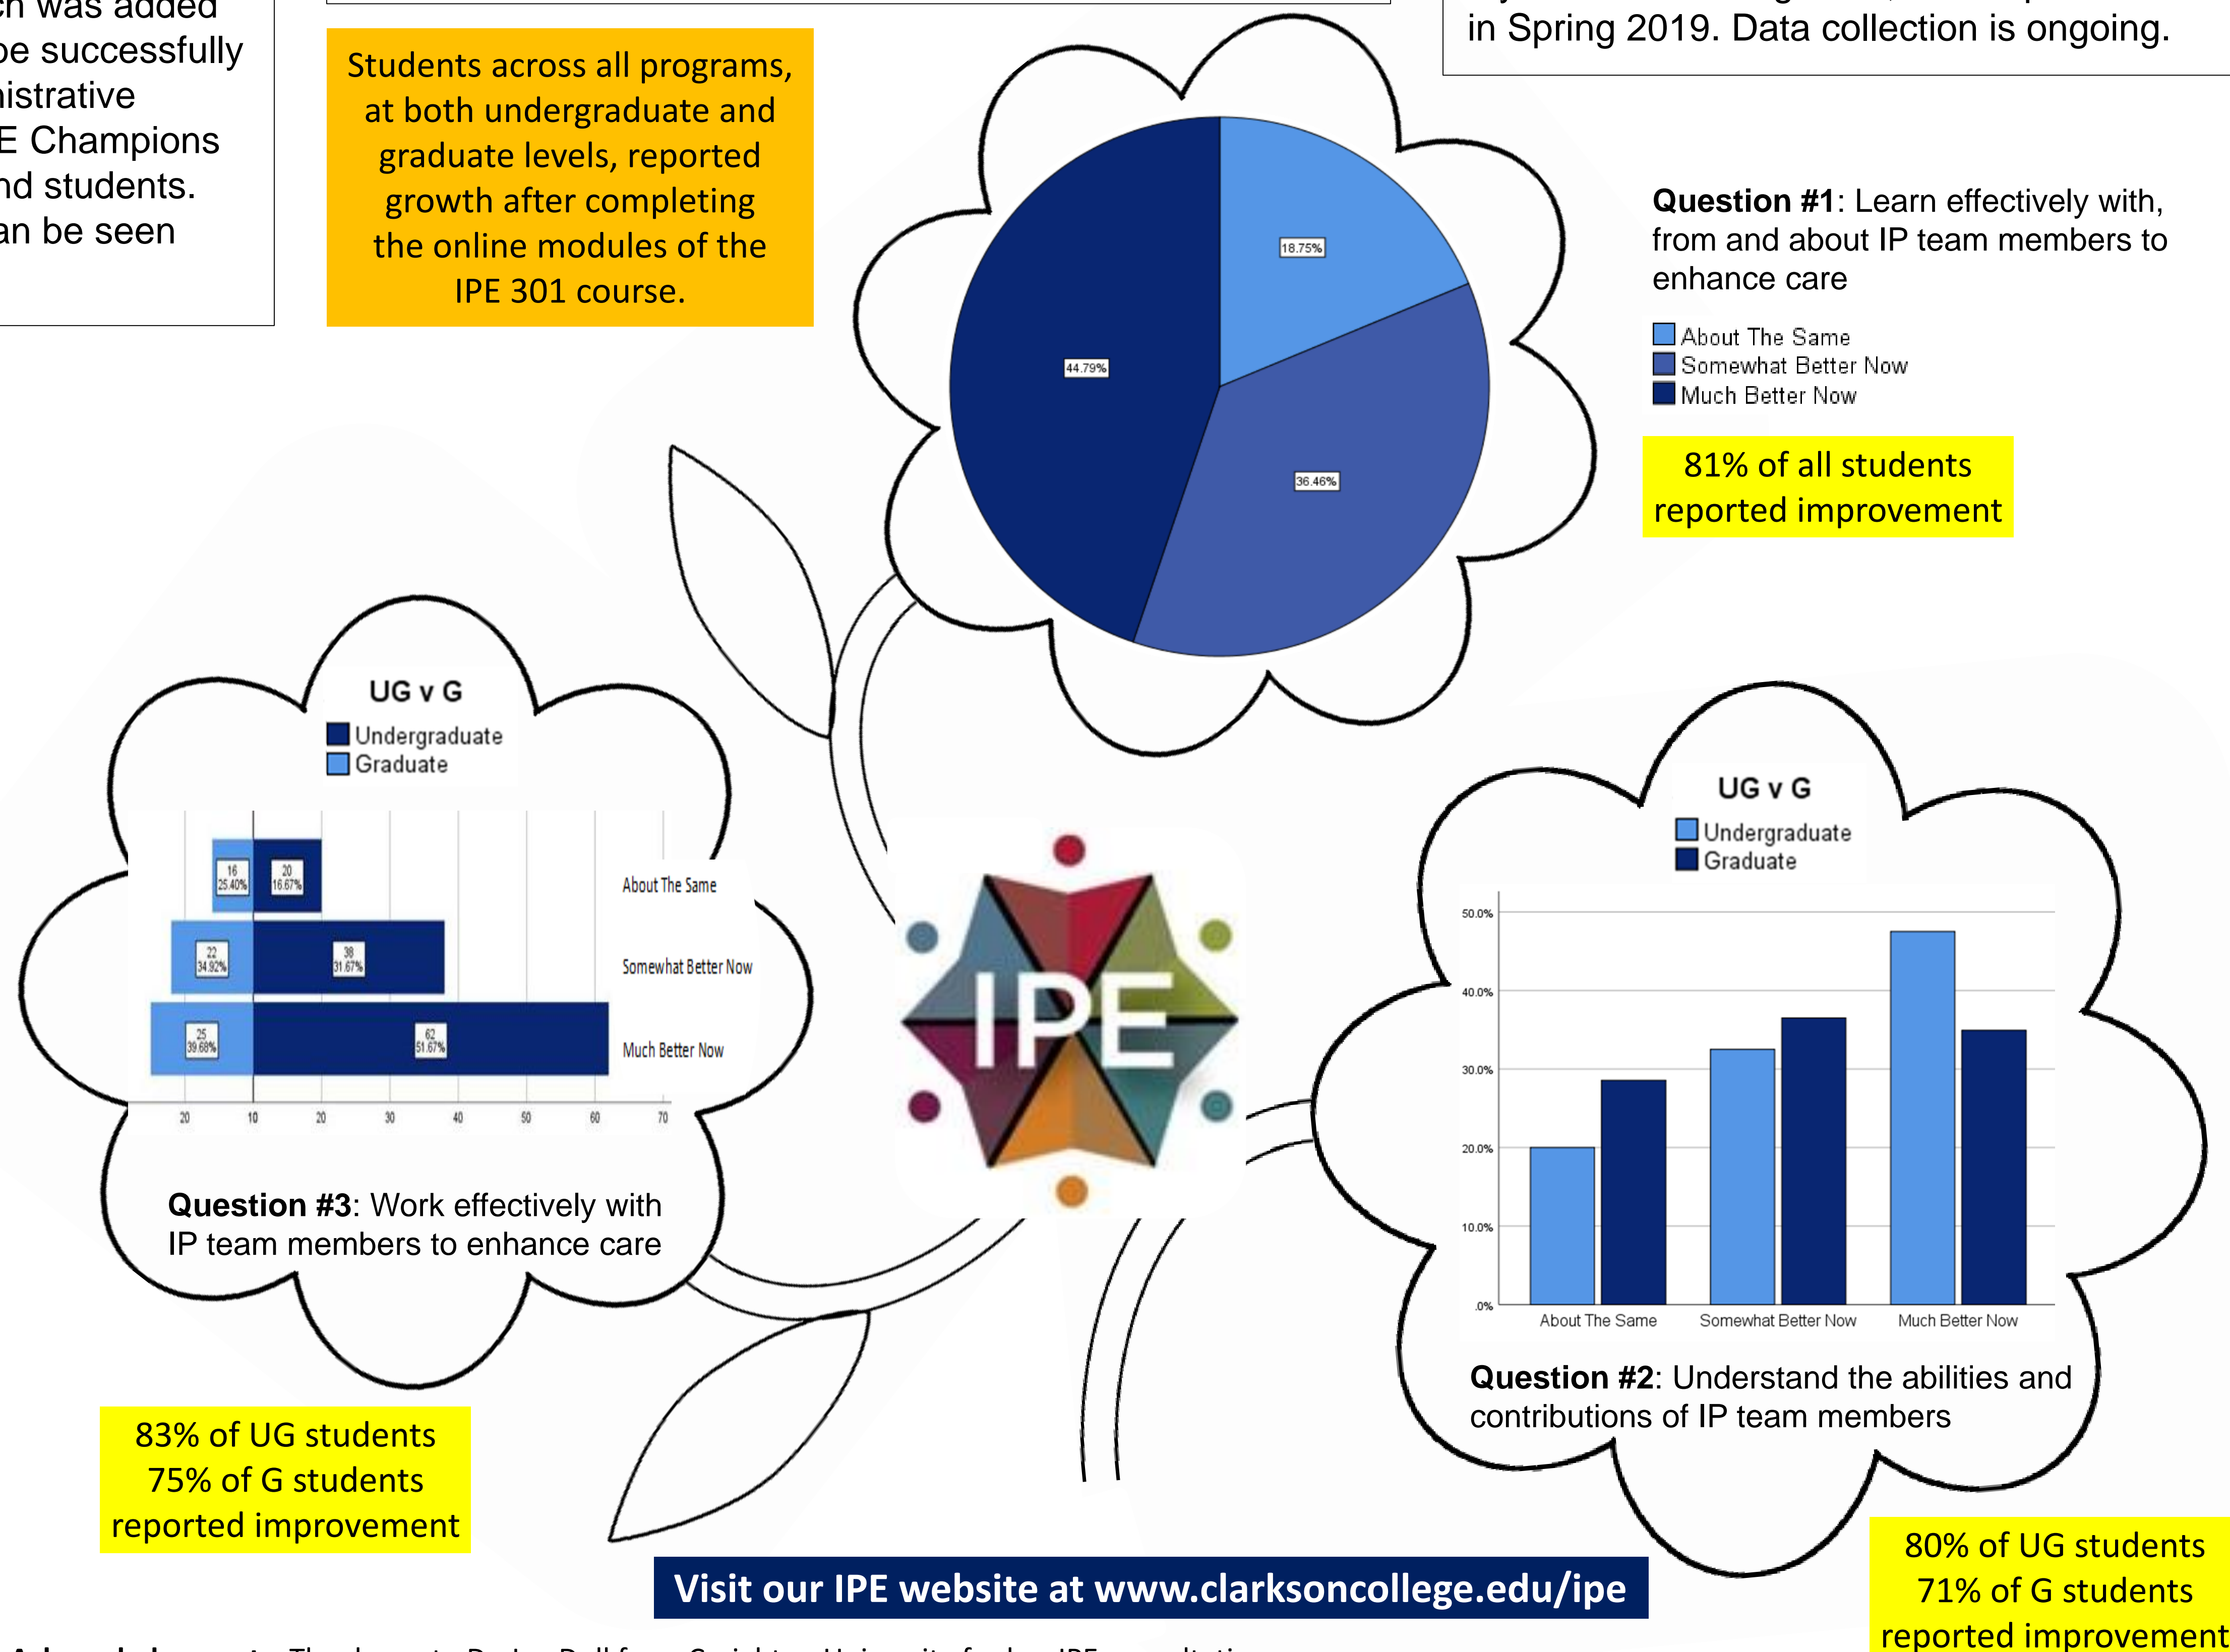 was added
be successfully
Champions
students.
be seen
in Spring 2019. Data collection is ongoing.
Students across all programs,
at both undergraduate and
graduate levels, reported
growth after completing
the online modules of the
IPE 301 course.
18.75%
44.79%
36.46%
Question #1: Learn effectively with,
from and about IP team members to
enhance care
About The Same
Somewhat Better Now
Much Better Now
81% of all students
reported improvement
UG v G
Undergraduate
Graduate
16
25.40%
20
16.67%
About The Same
22
34.92%
38
31.67%
Somewhat Better Now
25
39.68%
62
51.67%
Much Better Now
20 10 20 30 40 50 60 70
Question #3: Work effectively with
IP team members to enhance care
83% of UG students
75% of G students
reported improvement
IPE
UG v G
Undergraduate
Graduate
50.0%
40.0%
30.0%
20.0%
10.0%
.0%
About The Same Somewhat Better Now Much Better Now
Question #2: Understand the abilities and
contributions of IP team members
80% of UG students
71% of G students
reported improvement
Visit our IPE website at www.clarksoncollege.edu/ipe